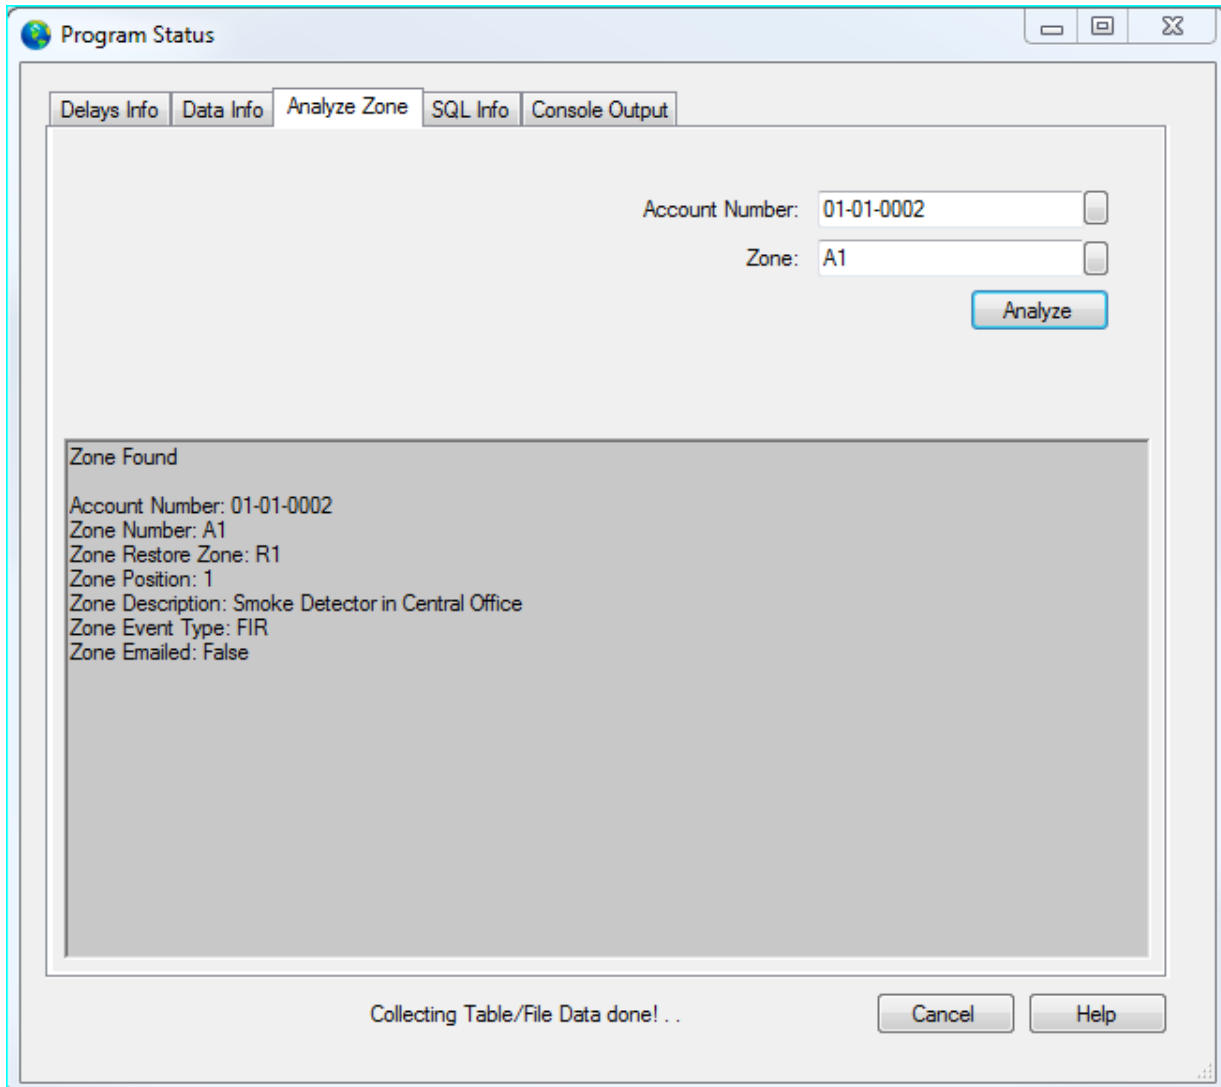 Program Status
Delays Info Data Info Analyze Zone SQL Info Console Output
Account Number: 01-01-0002
Zone: A1
Analyze
Zone Found
Account Number: 01-01-0002
Zone Number: A1
Zone Restore Zone: R1
Zone Position: 1
Zone Description: Smoke Detector in Central Office
Zone Event Type: FIR
Zone Emailed: False
Collecting Table/File Data done! . . Cancel Help